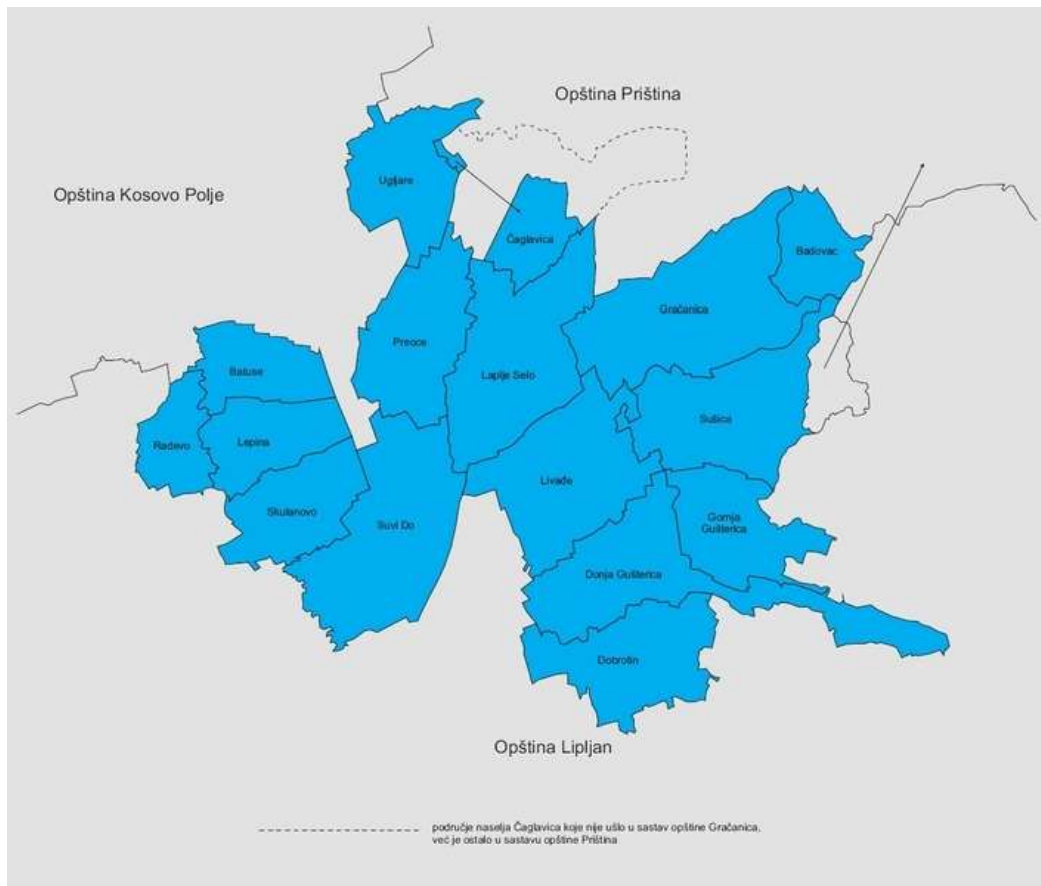 Opština Priština
Opština Kosovo Polje
Ugljare
Čaglavica
Badovac
Gračanica
Preoce
Laplje Selo
Batuse
Radevo
Lepina
Sušica
Livađe
Skulanovo
Suvi Do
Gornja
Gušterica
Donja Gušterica
Dobrotin
Opština Lipljan
područje naselja Čaglavica koje nije ušlo u sastav opštine Gračanica,
već je ostalo u sastavu opštine Priština